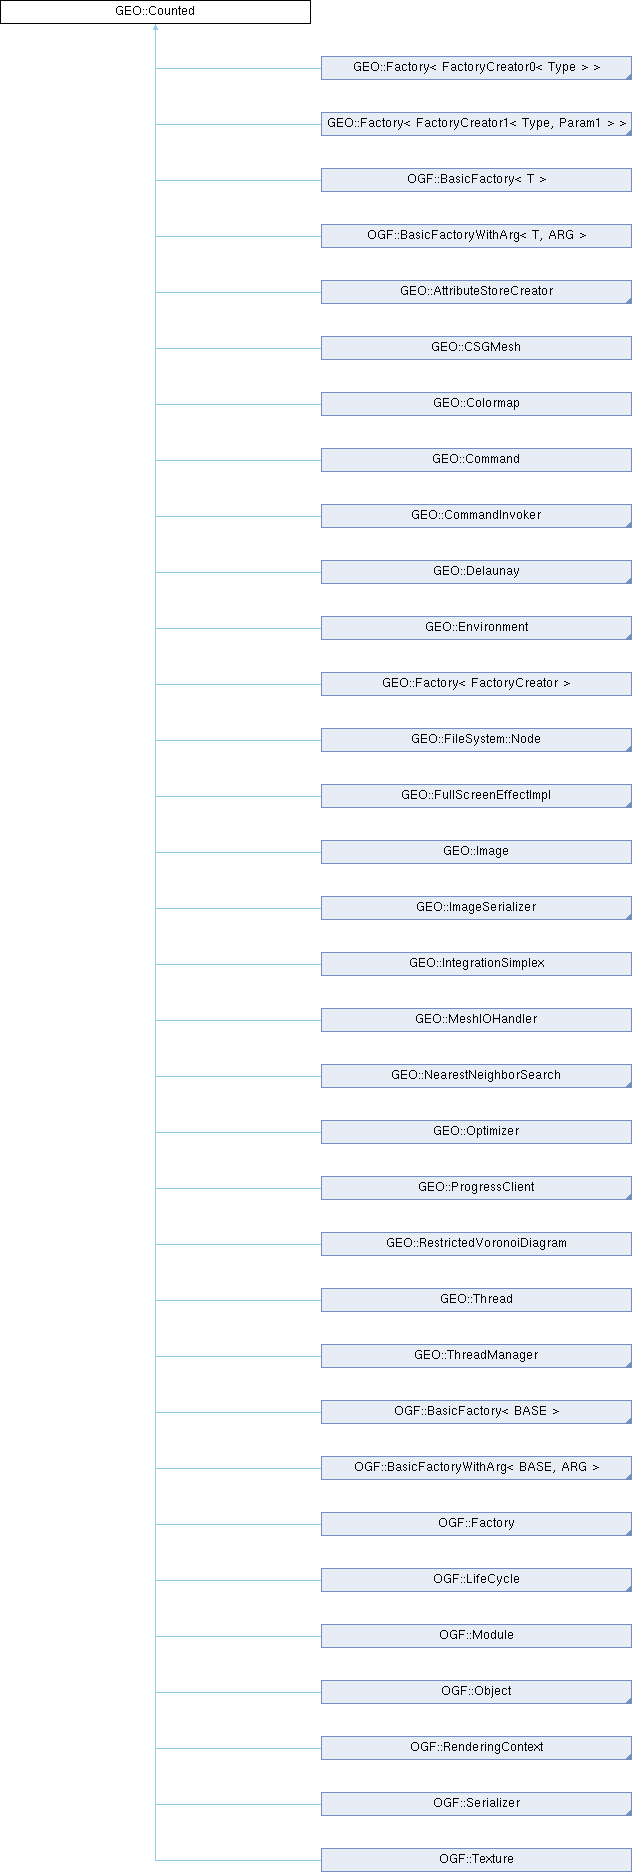 GEO::Counted
GEO::Factory< FactoryCreator0< Type > >
GEO::Factory< FactoryCreator1< Type, Param1 > >
OGF::BasicFactory< T >
OGF::BasicFactoryWithArg< T, ARG >
GEO::AttributeStoreCreator
GEO::CSGMesh
GEO::Colormap
GEO::Command
GEO::CommandInvoker
GEO::Delaunay
GEO::Environment
GEO::Factory< FactoryCreator >
GEO::FileSystem::Node
GEO::FullScreenEffectImpl
GEO::Image
GEO::ImageSerializer
GEO::IntegrationSimplex
GEO::MeshIOHandler
GEO::NearestNeighborSearch
GEO::Optimizer
GEO::ProgressClient
GEO::RestrictedVoronoiDiagram
GEO::Thread
GEO::ThreadManager
OGF::BasicFactory< BASE >
OGF::BasicFactoryWithArg< BASE, ARG >
OGF::Factory
OGF::LifeCycle
OGF::Module
OGF::Object
OGF::RenderingContext
OGF::Serializer
OGF::Texture